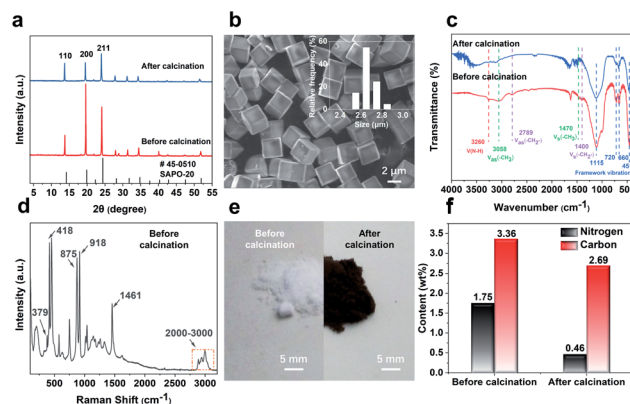 a
110
200
211
After calcination
Before calcination
# 45-0510
SAPO-20
Intensity (a.u.)
10 15 20 25 30 35 40 45 50 55
2θ (degree)
b
Relative frequency (%)
60
40
20
0
2.4 2.6 2.8 3.0
Size (μm)
2 μm
c
After calcination
Before calcination
Transmittance (%)
3260
V(N-H)
3058
Vas(-CH3)
2789
Vas(-CH2-)
1470
Vs(-CH3)
1400
Vs(-CH2-)
1115
720
660
Framework vibration
4000 3500 3000 2500 2000 1500 1000 500
Wavenumber (cm-1)
d
Before
calcination
418
918
875
1461
379
2000-3000
Intensity (a.u.)
500 1000 1500 2000 2500 3000
Raman Shift (cm-1)
e
Before
calcination
After
calcination
5 mm
5 mm
f
Nitrogen
Carbon
3.36
2.69
1.75
0.46
Content (wt%)
3.5
3.0
2.5
2.0
1.5
1.0
0.5
0.0
Before calcination
After calcination